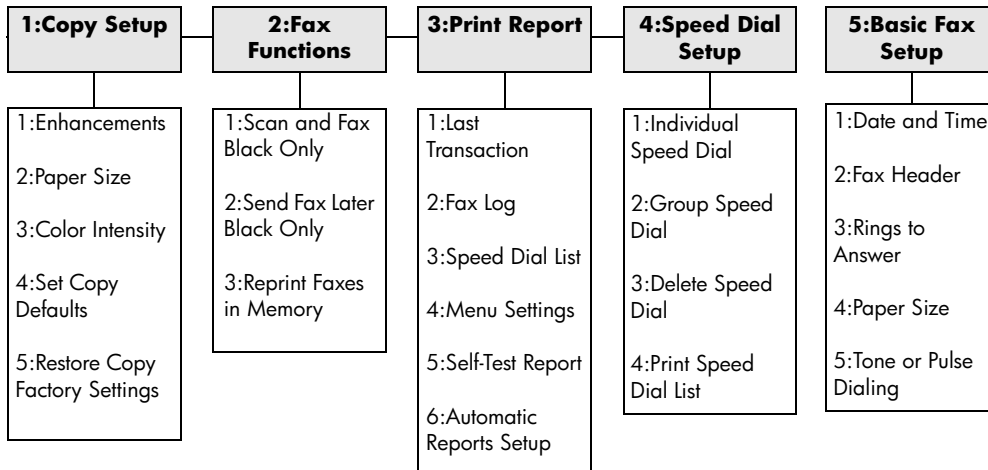 1:Copy Setup
1:Enhancements
2:Paper Size
3:Color Intensity
4:Set Copy
Defaults
5:Restore Copy
Factory Settings
2:Fax
Functions
1:Scan and Fax
Black Only
2:Send Fax Later
Black Only
3:Reprint Faxes
in Memory
3:Print Report
1:Last
Transaction
2:Fax Log
3:Speed Dial List
4:Menu Settings
5:Self-Test Report
6:Automatic
Reports Setup
4:Speed Dial
Setup
1:Individual
Speed Dial
2:Group Speed
Dial
3:Delete Speed
Dial
4:Print Speed
Dial List
5:Basic Fax
Setup
1:Date and Time
2:Fax Header
3:Rings to
Answer
4:Paper Size
5:Tone or Pulse
Dialing